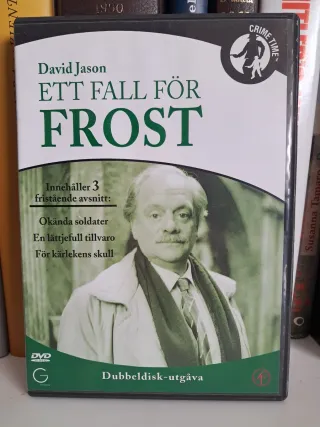 CRIME TIME
David Jason
ETT FALL FÖR
FROST
Innehåller 3
fristående avsnitt:
Okända soldater
En lättjefull tillvaro
För kärlekens skull
DVD
G
Dubbeldisk-utgåva
Susanna